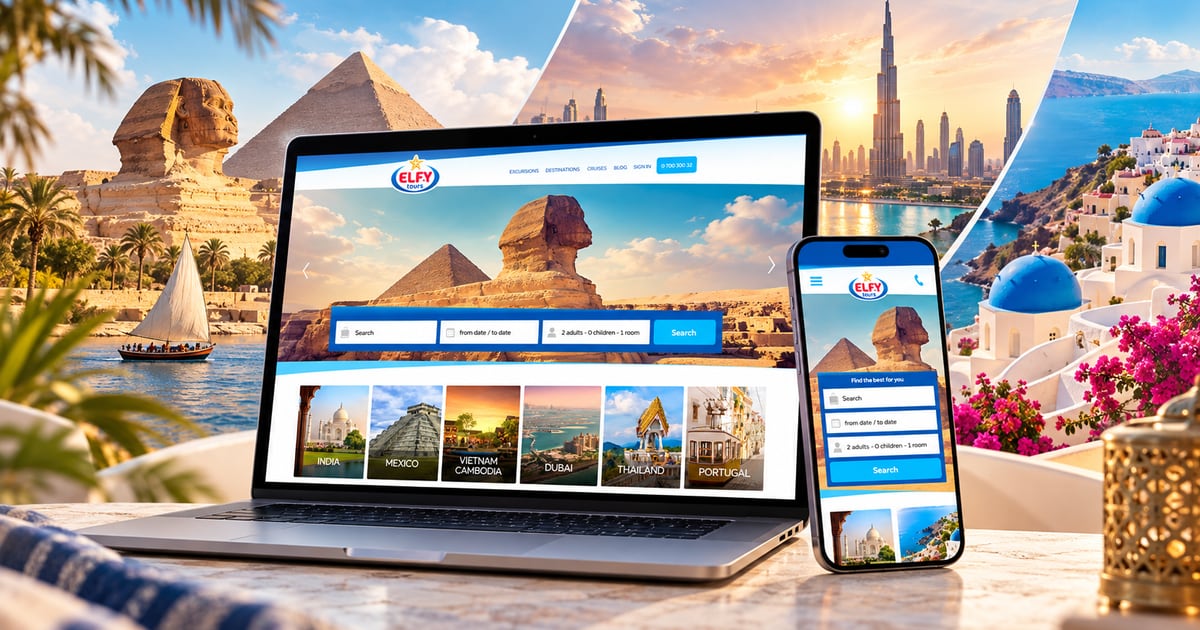 ELFY
tours
EXCURSIONS DESTINATIONS CRUISES BLOG SIGN IN 0 700 300 32
Search from date / to date 2 adults - 0 children - 1 room Search
INDIA
MEXICO
VIETNAM
CAMBODIA
DUBAI
THAILAND
PORTUGAL
ELFY
tours
Find the best for you
Search
from date / to date
2 adults - 0 children - 1 room
Search